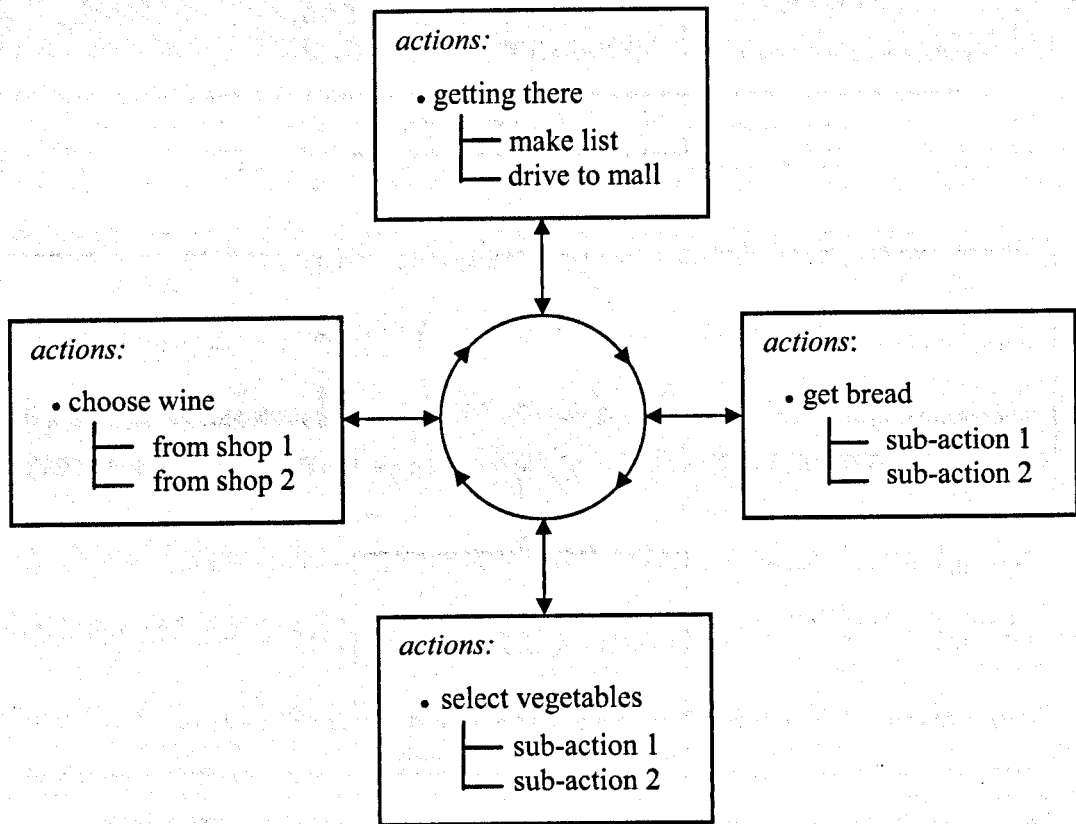 actions:
• getting there
make list
drive to mall
actions:
• choose wine
from shop 1
from shop 2
actions:
• get bread
sub-action 1
sub-action 2
actions:
• select vegetables
sub-action 1
sub-action 2